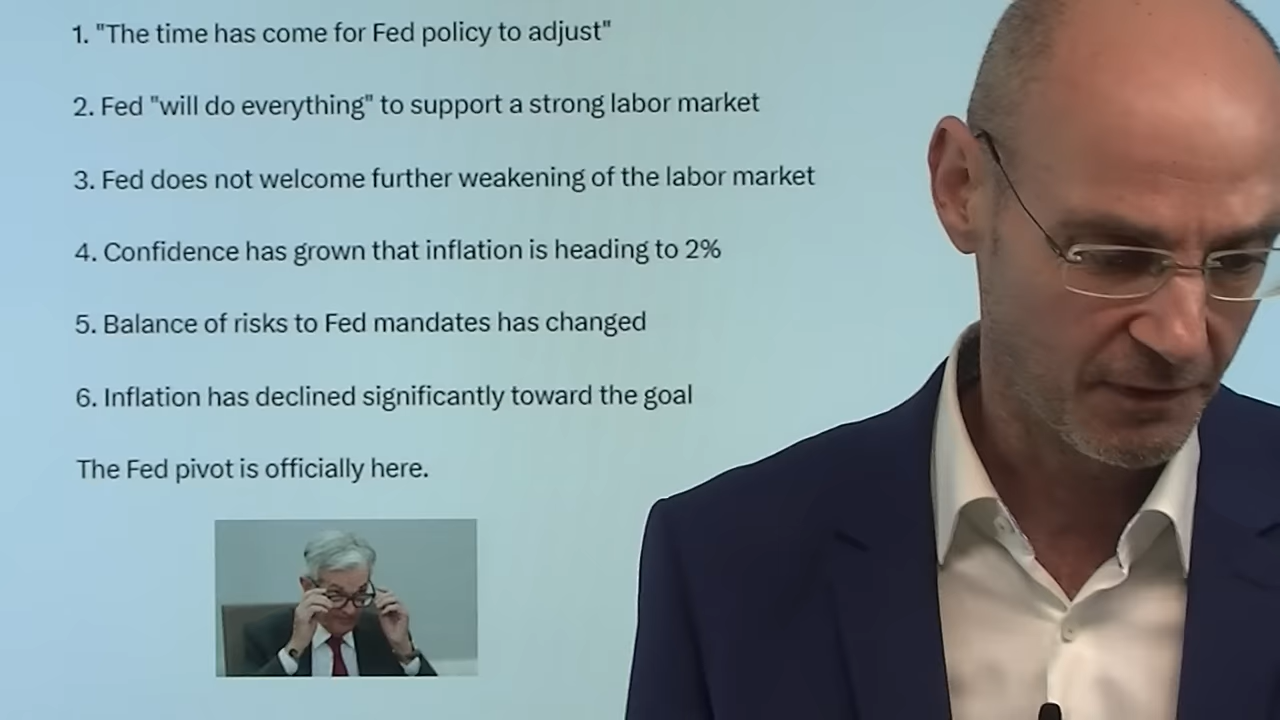 1. "The time has come for Fed policy to adjust"
2. Fed "will do everything" to support a strong labor market
3. Fed does not welcome further weakening of the labor market
4. Confidence has grown that inflation is heading to 2%
5. Balance of risks to Fed mandates has changed
6. Inflation has declined significantly toward the goal
The Fed pivot is officially here.